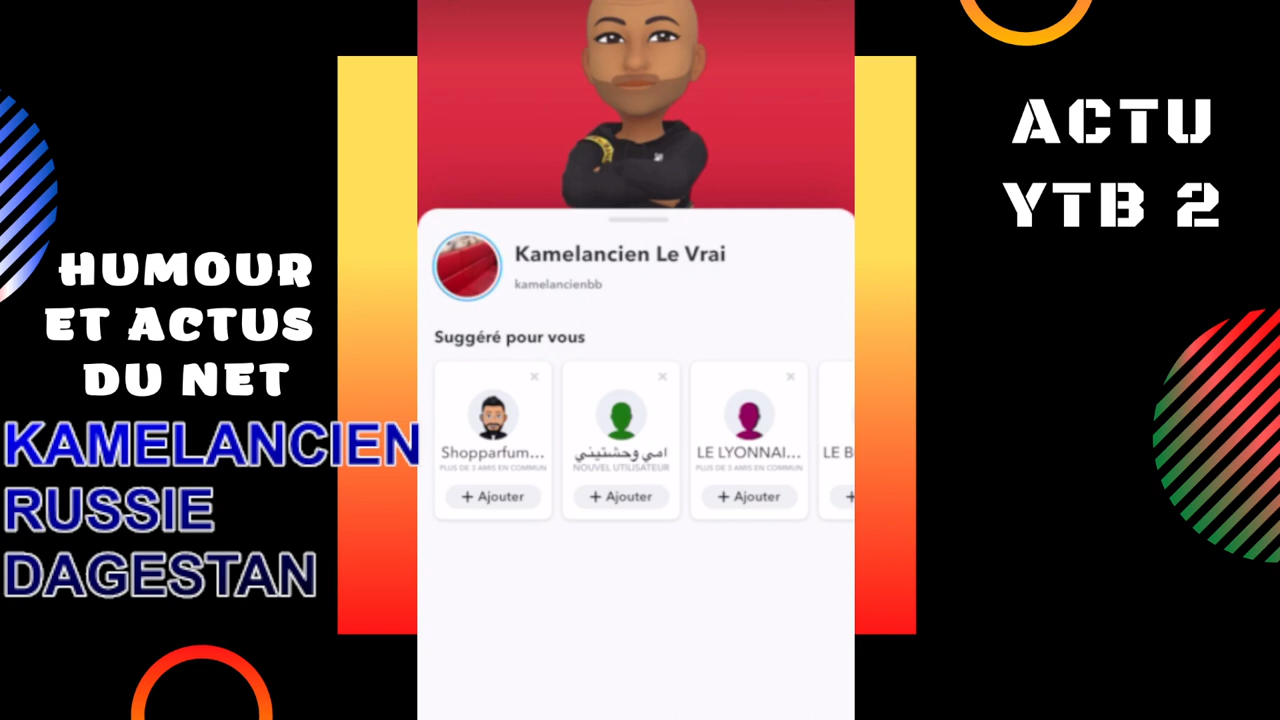 ACTU
YTB 2
HUMOUR
ET ACTUS
DU NET
KAMELANCIEN
RUSSIE
DAGESTAN
Kamelancien Le Vrai
kamelancienbb
Suggéré pour vous
Shopparfum...
PLUS DE 3 AMIS EN COMMUN
+ Ajouter
امي وحشتيني
NOUVEL UTILISATEUR
+ Ajouter
LE LYONNAI...
PLUS DE 3 AMIS EN COMMUN
+ Ajouter
LE B
+